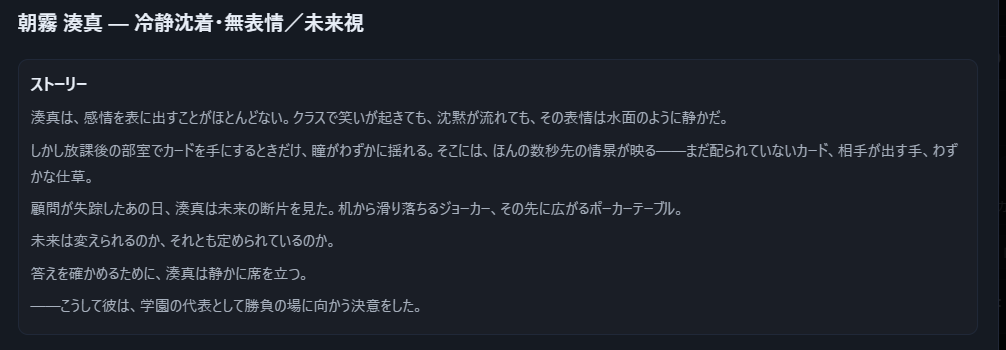 朝霧 湊真 ― 冷静沈着・無表情／未来視
ストーリー
湊真は、感情を表に出すことがほとんどない。クラスで笑いが起きても、沈黙が流れても、その表情は水面のように静かだ。
しかし放課後の部室でカードを手にするときだけ、瞳がわずかに揺れる。そこには、ほんの数秒先の情景が映る――まだ配られていないカード、相手が出す手、わず
かな仕草。
顧問が失踪したあの日、湊真は未来の断片を見た。机から滑り落ちるジョーカー、その先に広がるポーカーテーブル。
未来は変えられるのか、それとも定められているのか。
答えを確かめるために、湊真は静かに席を立つ。
――こうして彼は、学園の代表として勝負の場に向かう決意をした。